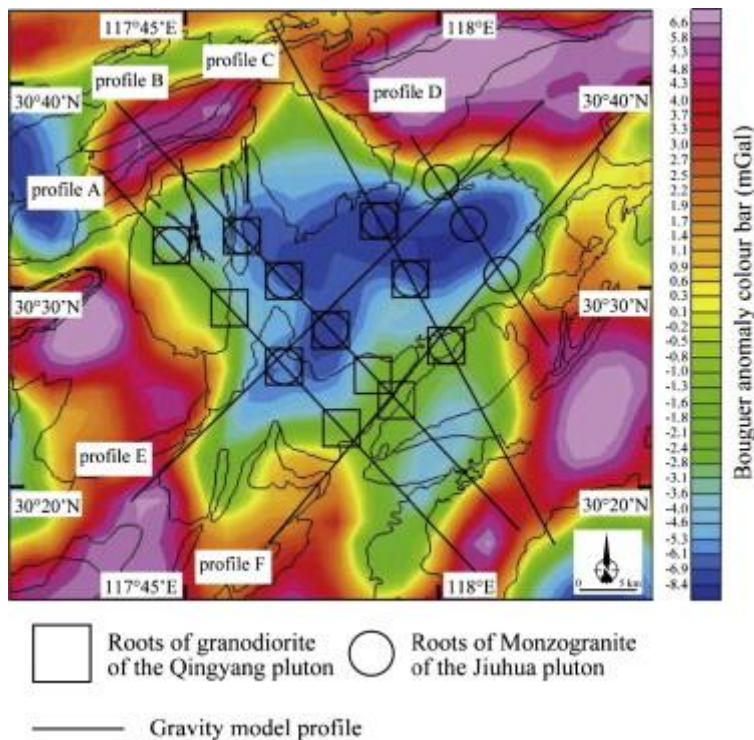 117°45'E
118°E
profile C
profile B
profile D
30°40'N
30°40'N
profile A
30°30'N
30°30'N
profile E
30°20'N
30°20'N
profile F
117°45'E
118°E
N
0 5 km
6.6
5.8
5.3
4.8
4.3
4.0
3.7
3.3
3.0
2.7
2.5
2.2
1.9
1.7
1.4
1.1
0.9
0.6
0.3
0.1
-0.2
-0.5
-0.8
-1.0
-1.3
-1.6
-1.8
-2.1
-2.4
-2.8
-3.1
-3.6
-4.0
-4.6
-5.3
-6.1
-6.9
-8.4
Bouguer anomaly colour bar (mGal)
Roots of granodiorite
of the Qingyang pluton
Roots of Monzogranite
of the Jiuhua pluton
Gravity model profile